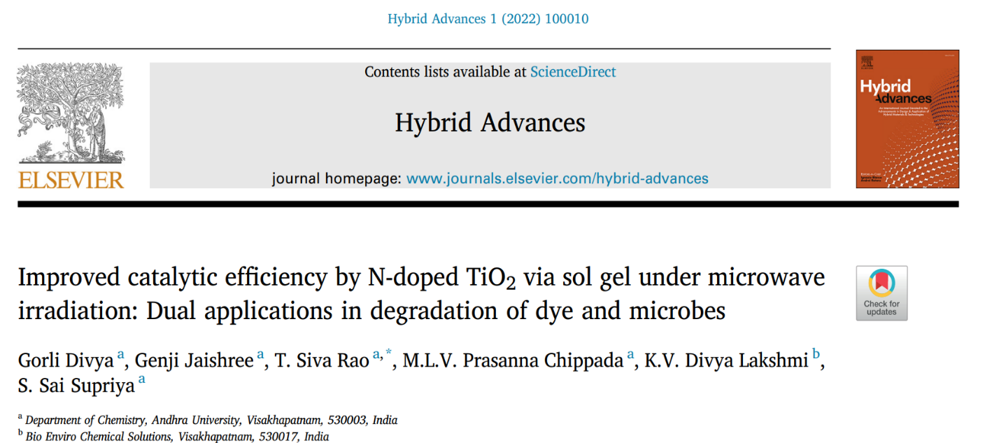 Hybrid Advances 1 (2022) 100010
Contents lists available at ScienceDirect
Hybrid Advances
journal homepage: www.journals.elsevier.com/hybrid-advances
ELSEVIER
Hybrid
Advances
Improved catalytic efficiency by N-doped TiO₂ via sol gel under microwave
irradiation: Dual applications in degradation of dye and microbes
Check for
updates
Gorli Divya a, Genji Jaishree a, T. Siva Rao a,*, M.L.V. Prasanna Chippada a, K.V. Divya Lakshmi b,
S. Sai Supriya a
a Department of Chemistry, Andhra University, Visakhapatnam, 530003, India
b Bio Enviro Chemical Solutions, Visakhapatnam, 530017, India